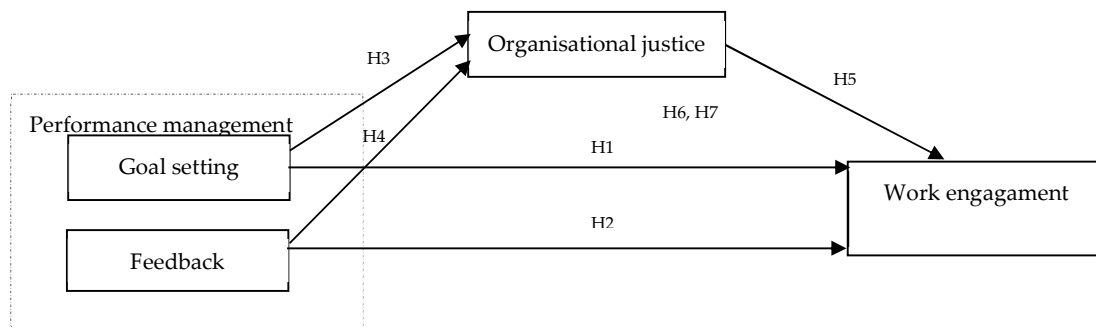 Organisational justice
H3
H5
Performance management
H6, H7
H4
H1
Goal setting
Work engagament
H2
Feedback